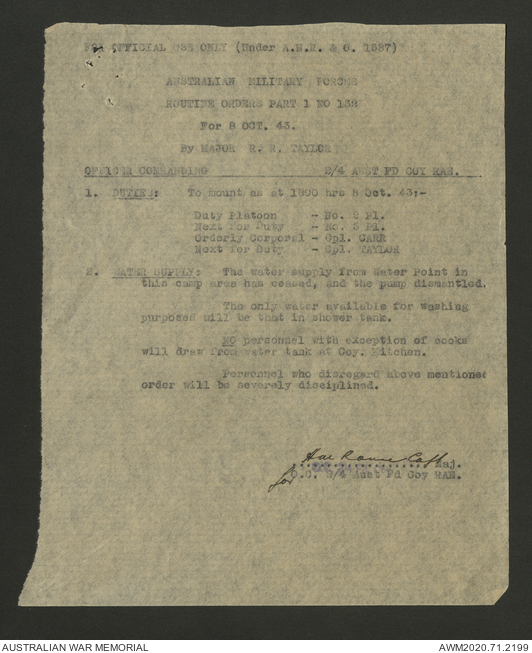 FOR OFFICIAL USE ONLY (Under A.M.R. & O. 1587)
AUSTRALIAN MILITARY FORCES
ROUTINE ORDERS PART 1 NO 132
For 8 OCT. 43.
By MAJOR R. R. TAYLOR
OFFICER COMMANDING 2/4 AUST FD COY RAE.
1. DUTIES: To mount as at 1800 hrs 8 Oct. 43;-
Duty Platoon - No. 2 Pl.
Next for Duty - No. 3 Pl.
Orderly Corporal - Cpl. CARR
Next for Duty - Cpl. TAYLOR
2. WATER SUPPLY: The water supply from Water Point in
this camp area has ceased, and the pump dismantled.
The only water available for washing
purposes will be that in shower tank.
NO personnel with exception of cooks
will draw from water tank at Coy. Kitchen.
Personnel who disregard above mentioned
order will be severely disciplined.
Capt
.................... Maj.
for O.C. 2/4 Aust Fd Coy RAE.
AUSTRALIAN WAR MEMORIAL
AWM2020.71.2199